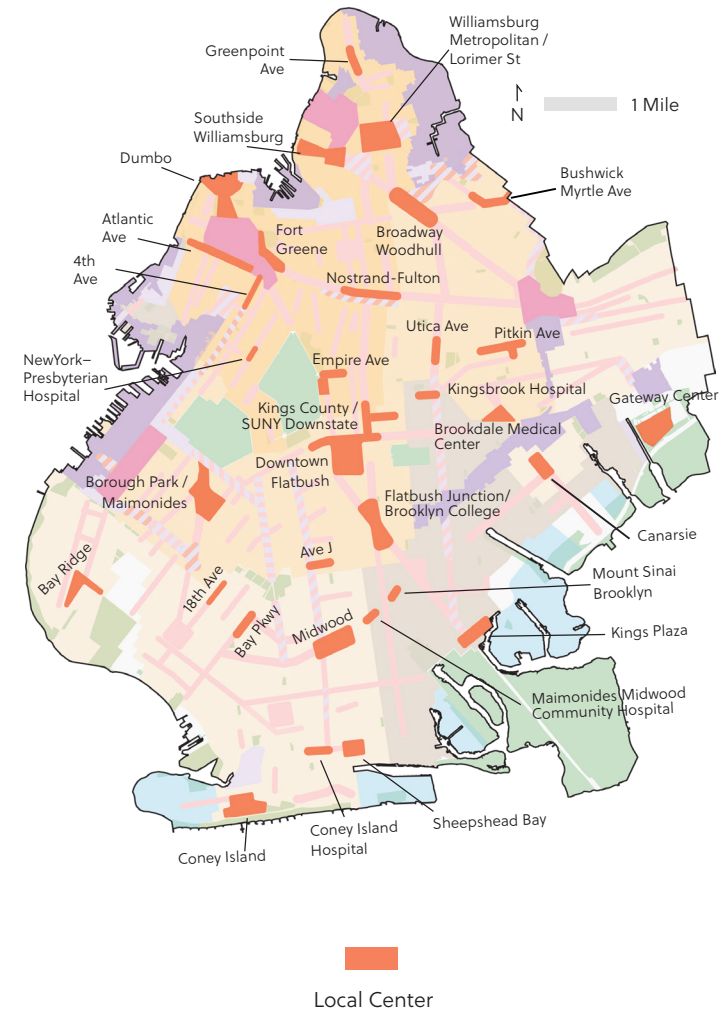 Williamsburg
Metropolitan /
Lorimer St
Greenpoint
Ave
N
1 Mile
Southside
Williamsburg
Dumbo
Bushwick
Myrtle Ave
Atlantic
Ave
Fort
Greene
Broadway
Woodhull
4th
Ave
Nostrand-Fulton
Utica Ave
Pitkin Ave
NewYork–
Presbyterian
Hospital
Empire Ave
Kingsbrook Hospital
Gateway Center
Kings County /
SUNY Downstate
Brookdale Medical
Center
Downtown
Flatbush
Borough Park /
Maimonides
Flatbush Junction/
Brooklyn College
Canarsie
Ave J
Bay Ridge
18th Ave
Mount Sinai
Brooklyn
Bay Pkwy
Midwood
Kings Plaza
Maimonides Midwood
Community Hospital
Sheepshead Bay
Coney Island
Hospital
Coney Island
Local Center